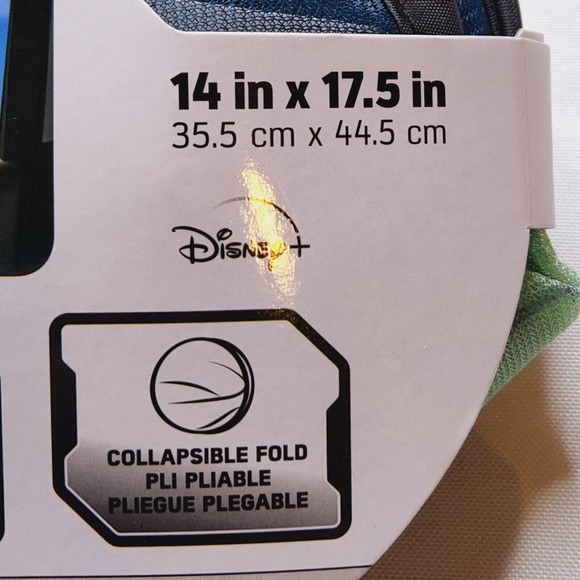 14 in x 17.5 in
35.5 cm x 44.5 cm
Disney+
COLLAPSIBLE FOLD
PLI PLIABLE
PLIEGUE PLEGABLE